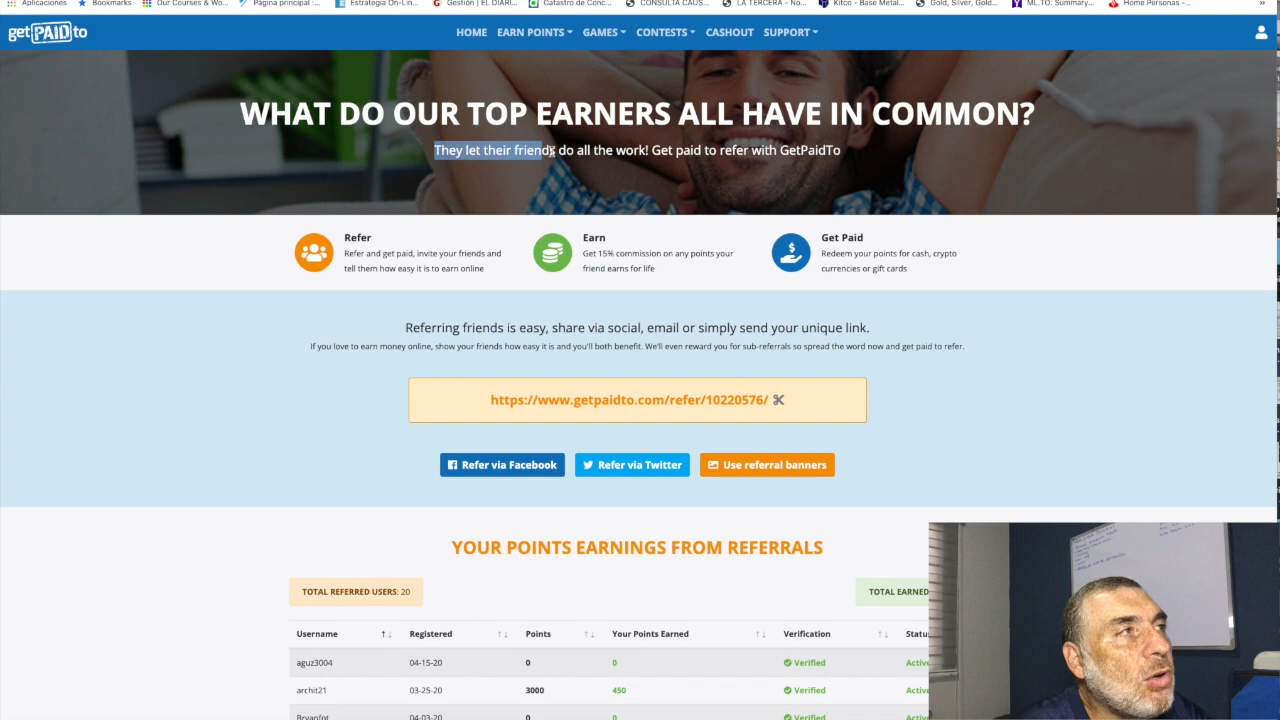 Aplicaciones Bookmarks Our Courses & Wo... Página principal :... Estrategia On-Lin... Gestión | EL DIARI... Catastro de Conc... CONSULTA CAUS... LA TERCERA - No... Kitco - Base Metal... Gold, Silver, Gold... ML.TO: Summary... Home Personas -... »
getPAIDto HOME EARN POINTS GAMES CONTESTS CASHOUT SUPPORT
WHAT DO OUR TOP EARNERS ALL HAVE IN COMMON?
They let their friends do all the work! Get paid to refer with GetPaidTo
Refer
Refer and get paid, invite your friends and
tell them how easy it is to earn online
Earn
Get 15% commission on any points your
friend earns for life
Get Paid
Redeem your points for cash, crypto
currencies or gift cards
Referring friends is easy, share via social, email or simply send your unique link.
If you love to earn money online, show your friends how easy it is and you'll both benefit. We'll even reward you for sub-referrals so spread the word now and get paid to refer.
https://www.getpaidto.com/refer/10220576/
Refer via Facebook Refer via Twitter Use referral banners
YOUR POINTS EARNINGS FROM REFERRALS
TOTAL REFERRED USERS: 20 TOTAL EARNED
Username Registered Points Your Points Earned Verification Statu
aguz3004 04-15-20 0 0 Verified Active
archit21 03-25-20 3000 450 Verified Active
Bryanfot 04-03-20 0 0 Verified Active